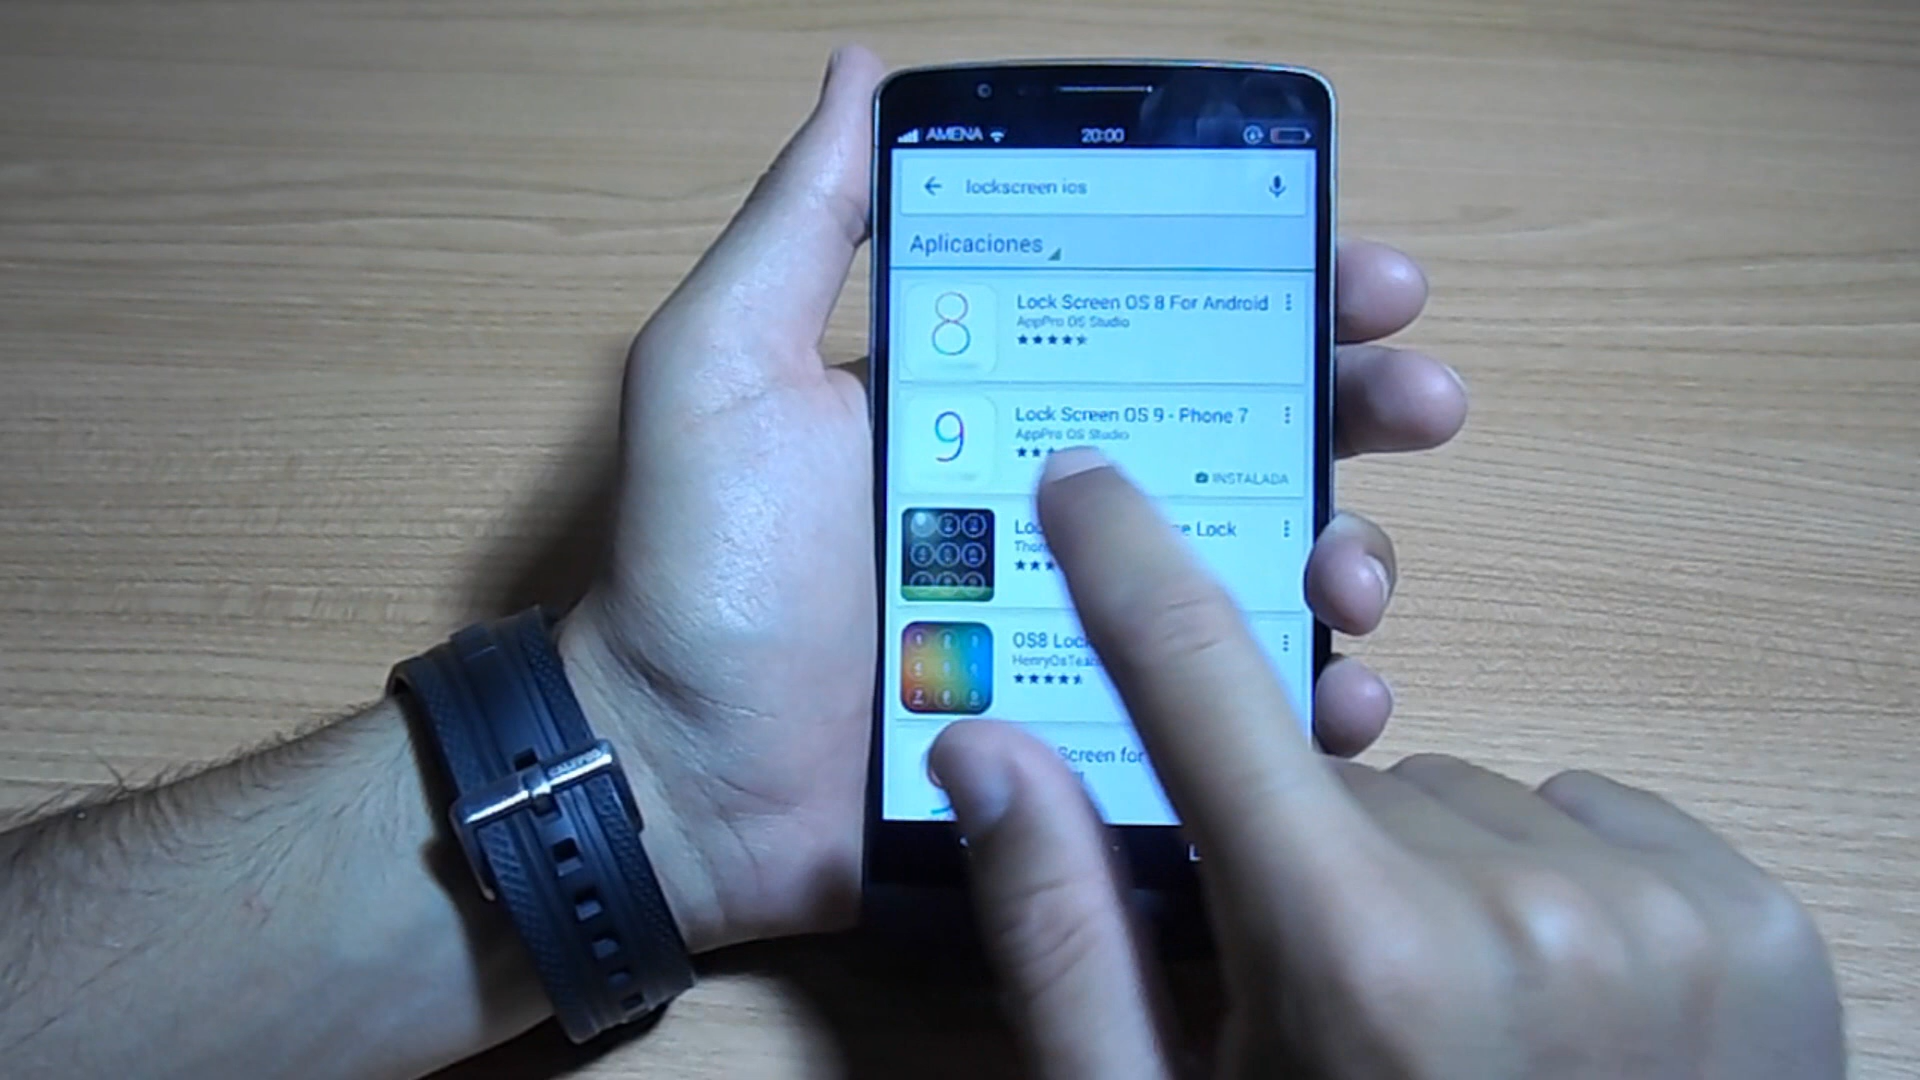 AMENA 20:00
lockscreen ios
Aplicaciones
8
Lock Screen OS 8 For Android
AppPro OS Studio
9
Lock Screen OS 9 - Phone 7
AppPro OS Studio
INSTALADA
Lock
OS8
HenryOsTeam
Screen for